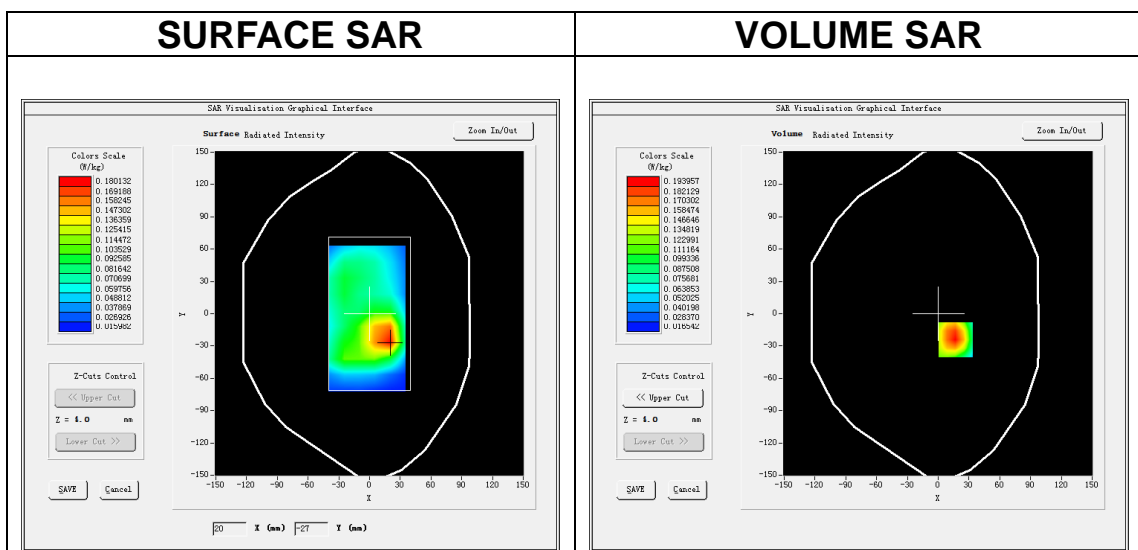 SURFACE SAR
VOLUME SAR
SAR Visualisation Graphical Interface
Surface Radiated Intensity
Zoom In/Out
Colors Scale
(W/kg)
0.180132
0.169188
0.158245
0.147302
0.136359
0.125415
0.114472
0.103529
0.092585
0.081642
0.070699
0.059756
0.048812
0.037869
0.026926
0.015982
Z-Cuts Control
<< Upper Cut
Z = 4.0 mm
Lower Cut >>
SAVE Cancel
150
120
90
60
30
0
-30
-60
-90
-120
-150
Y
-150 -120 -90 -60 -30 0 30 60 90 120 150
X
20 X (mm) -27 Y (mm)
SAR Visualisation Graphical Interface
Volume Radiated Intensity
Zoom In/Out
Colors Scale
(W/kg)
0.193957
0.182129
0.170302
0.158474
0.146646
0.134819
0.122991
0.111164
0.099336
0.087508
0.075681
0.063853
0.052025
0.040198
0.028370
0.016542
Z-Cuts Control
<< Upper Cut
Z = 4.0 mm
Lower Cut >>
SAVE Cancel
150
120
90
60
30
0
-30
-60
-90
-120
-150
Y
-150 -120 -90 -60 -30 0 30 60 90 120 150
X